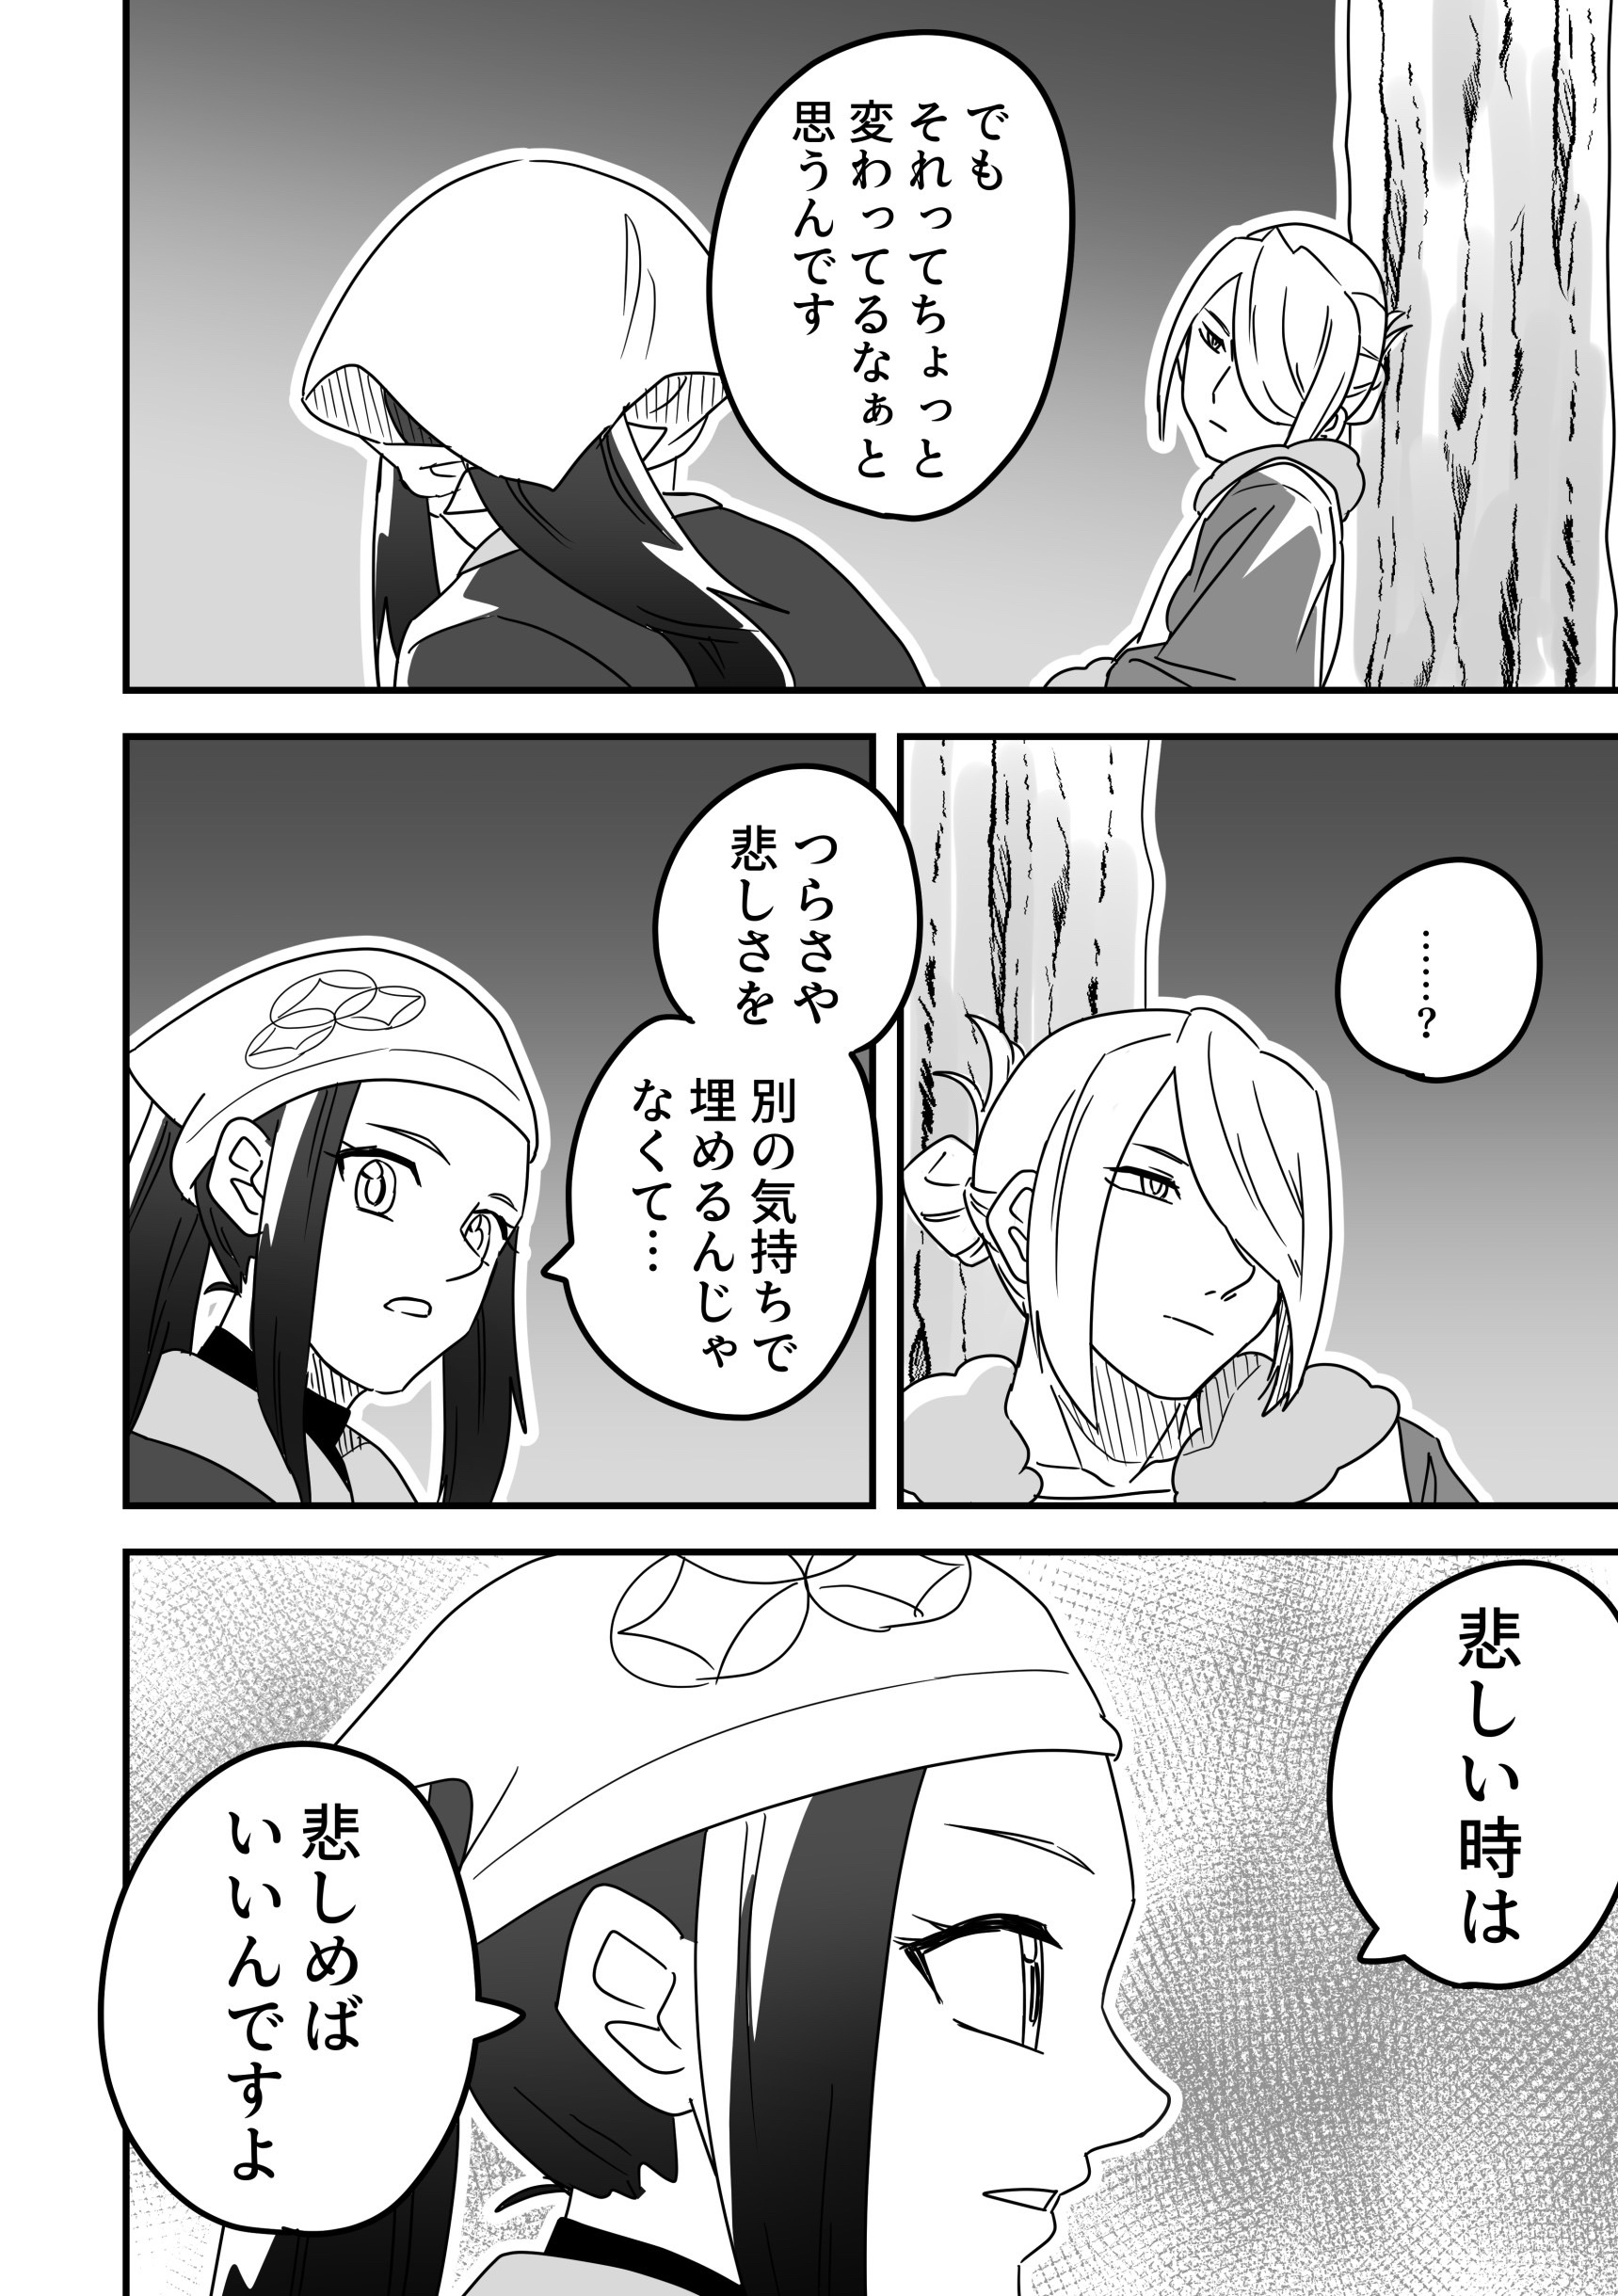 でも
それってちょっと
変わってるなぁと
思うんです
……?
つらさや
悲しさを
別の気持ちで
埋めるんじゃ
なくて…
悲しい時は
悲しめば
いいんですよ